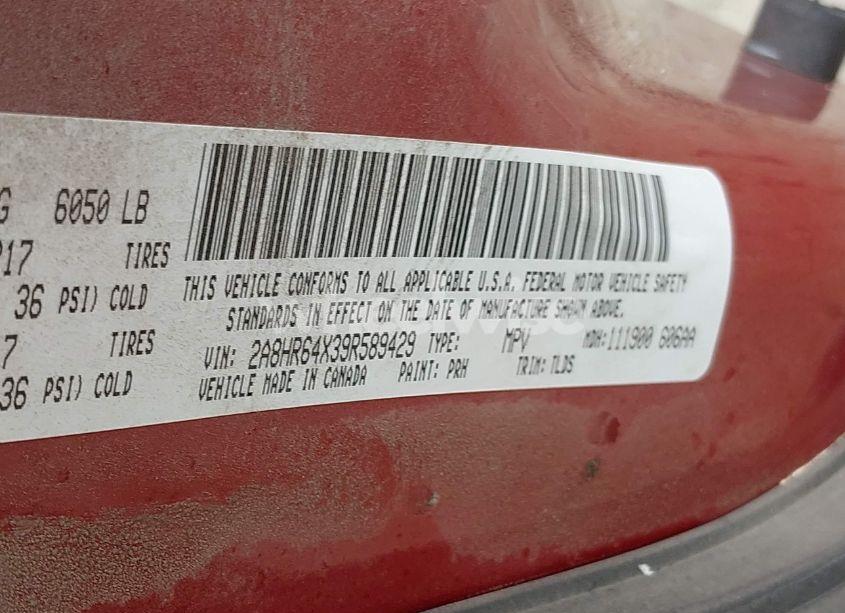 G 6050 LB
R17 TIRES
36 PSI) COLD
7 TIRES
36 PSI) COLD
THIS VEHICLE CONFORMS TO ALL APPLICABLE U.S.A. FEDERAL MOTOR VEHICLE SAFETY
STANDARDS IN EFFECT ON THE DATE OF MANUFACTURE SHOWN ABOVE.
VIN: 2A8HR64X39R589429 TYPE: MPV MDH:111900 606AA
VEHICLE MADE IN CANADA PAINT: PRH TRIM: TLDS